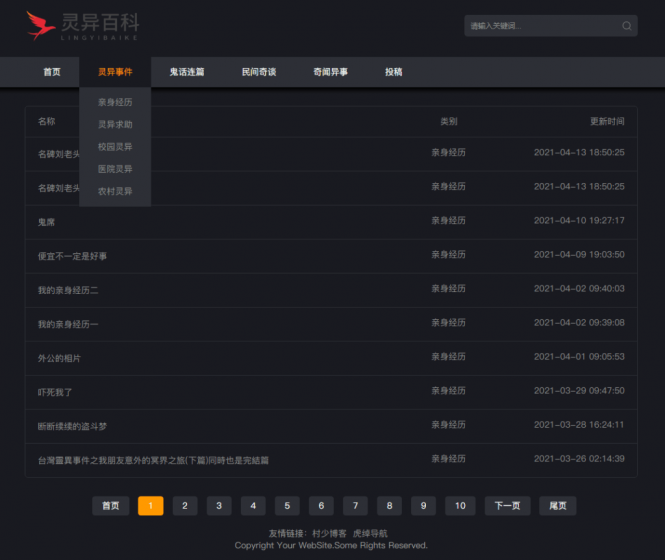 灵异百科
LINGYIBAIKE
请输入关键词...
首页 灵异事件 鬼话连篇 民间奇谈 奇闻异事 投稿
亲身经历
灵异求助
校园灵异
医院灵异
农村灵异
名称 类别 更新时间
名碑刘老头 亲身经历 2021-04-13 18:50:25
名碑刘老头 亲身经历 2021-04-13 18:50:25
鬼席 亲身经历 2021-04-10 19:27:17
便宜不一定是好事 亲身经历 2021-04-09 19:03:50
我的亲身经历二 亲身经历 2021-04-02 09:40:03
我的亲身经历一 亲身经历 2021-04-02 09:39:08
外公的相片 亲身经历 2021-04-01 09:05:53
吓死我了 亲身经历 2021-03-29 09:47:50
断断续续的盗斗梦 亲身经历 2021-03-28 16:24:11
台灣靈異事件之我朋友意外的冥界之旅(下篇)同時也是完結篇 亲身经历 2021-03-26 02:14:39
首页 1 2 3 4 5 6 7 8 9 10 下一页 尾页
友情链接：村少博客 虎绰导航
Copyright Your WebSite.Some Rights Reserved.